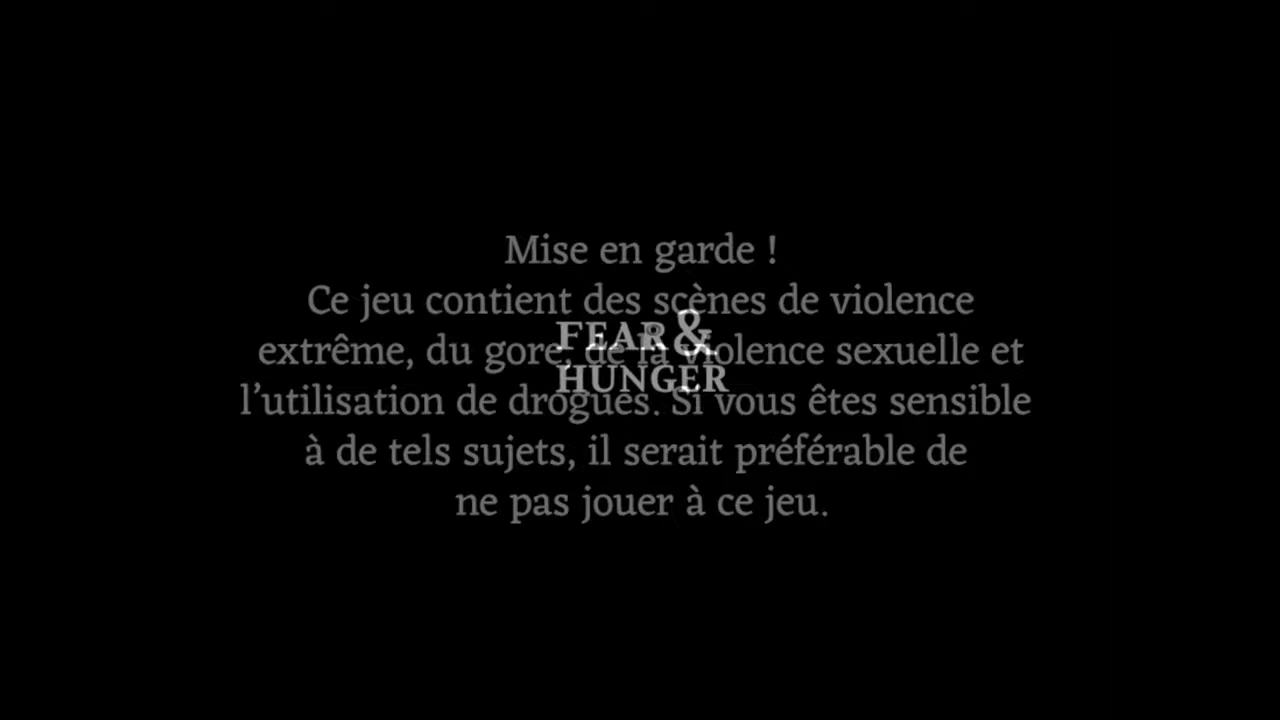 Mise en garde !
Ce jeu contient des scènes de violence
extrême, du gore, de la violence sexuelle et
l’utilisation de drogues. Si vous êtes sensible
à de tels sujets, il serait préférable de
ne pas jouer à ce jeu.
FEAR &
HUNGER